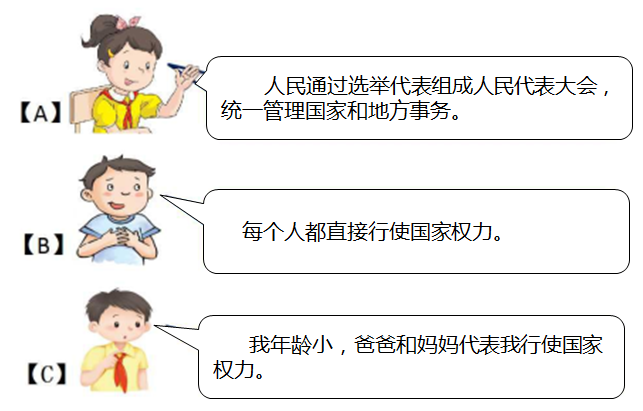 【A】
人民通过选举代表组成人民代表大会，
统一管理国家和地方事务。
【B】
每个人都直接行使国家权力。
【C】
我年龄小，爸爸和妈妈代表我行使国家
权力。